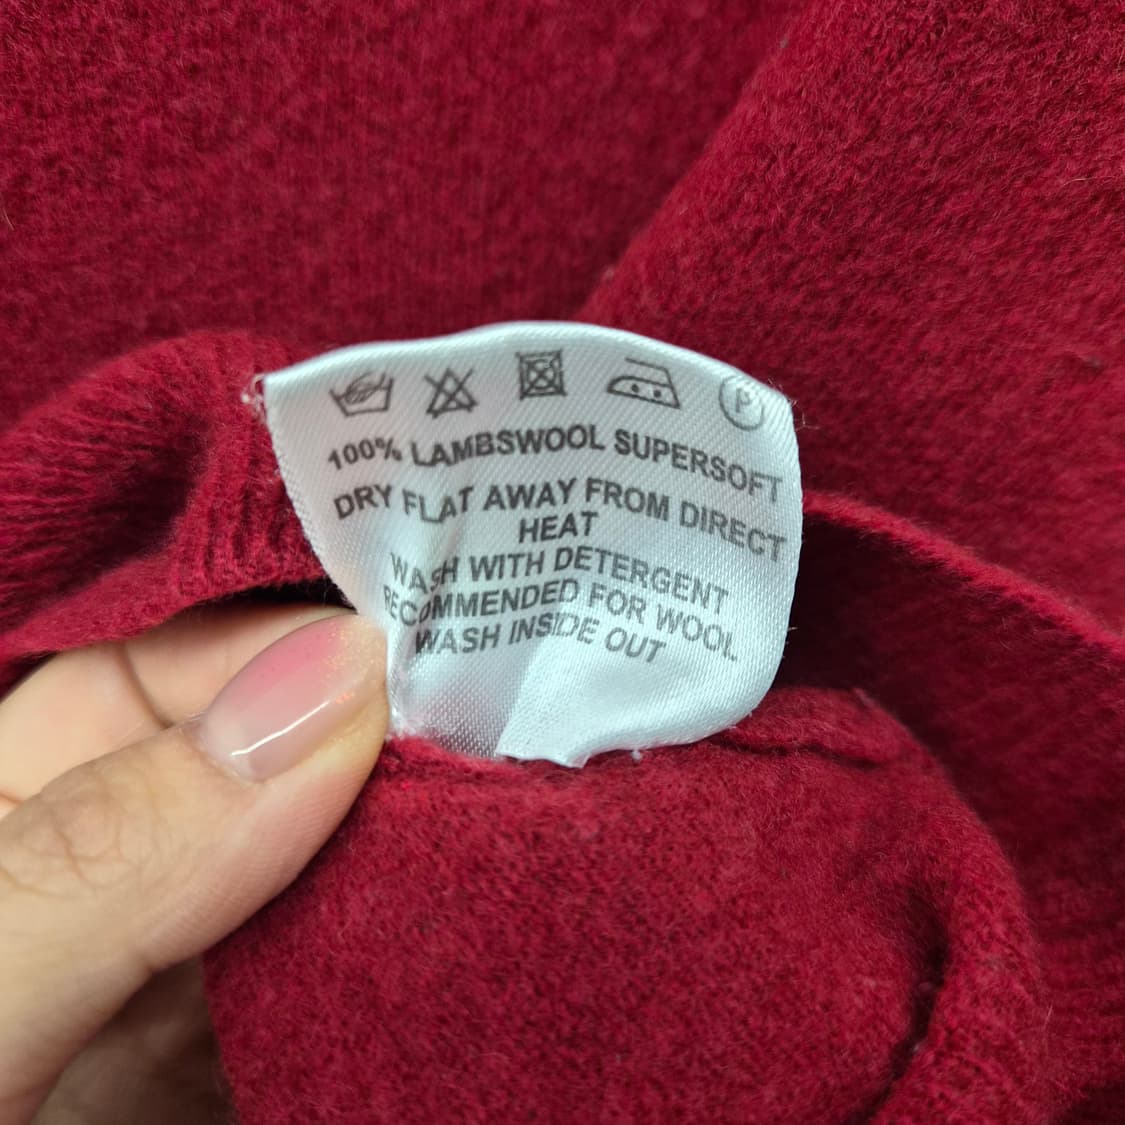 P
100% LAMBSWOOL SUPERSOFT
DRY FLAT AWAY FROM DIRECT
HEAT
WASH WITH DETERGENT
RECOMMENDED FOR WOOL
WASH INSIDE OUT